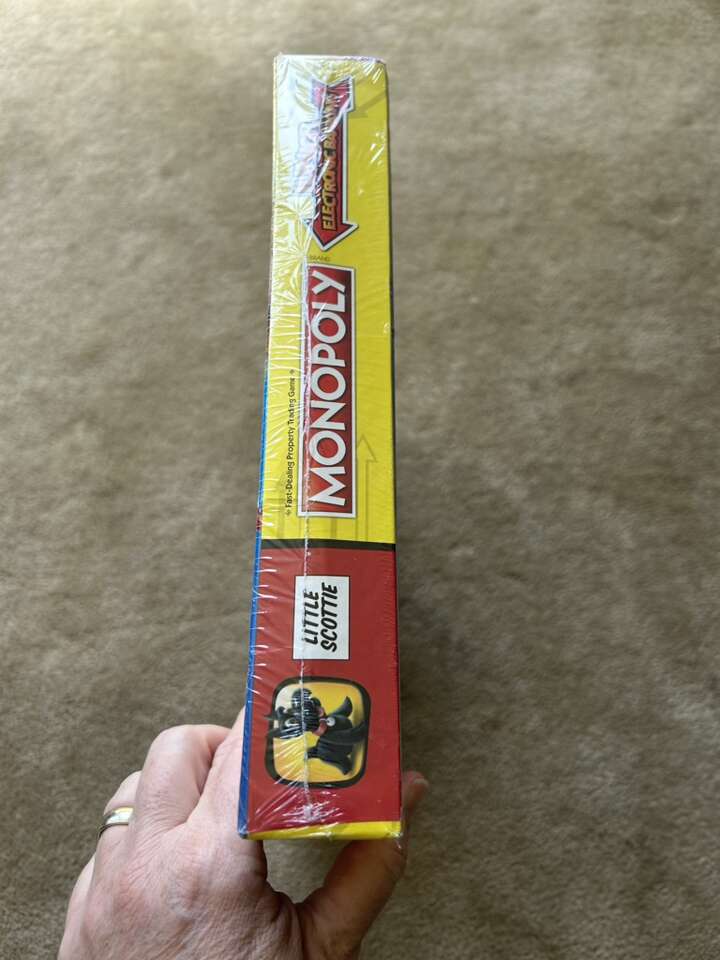 ELECTRONIC BANKING
BRAND
MONOPOLY
Fast-Dealing Property Trading Game
LITTLE
SCOTTIE